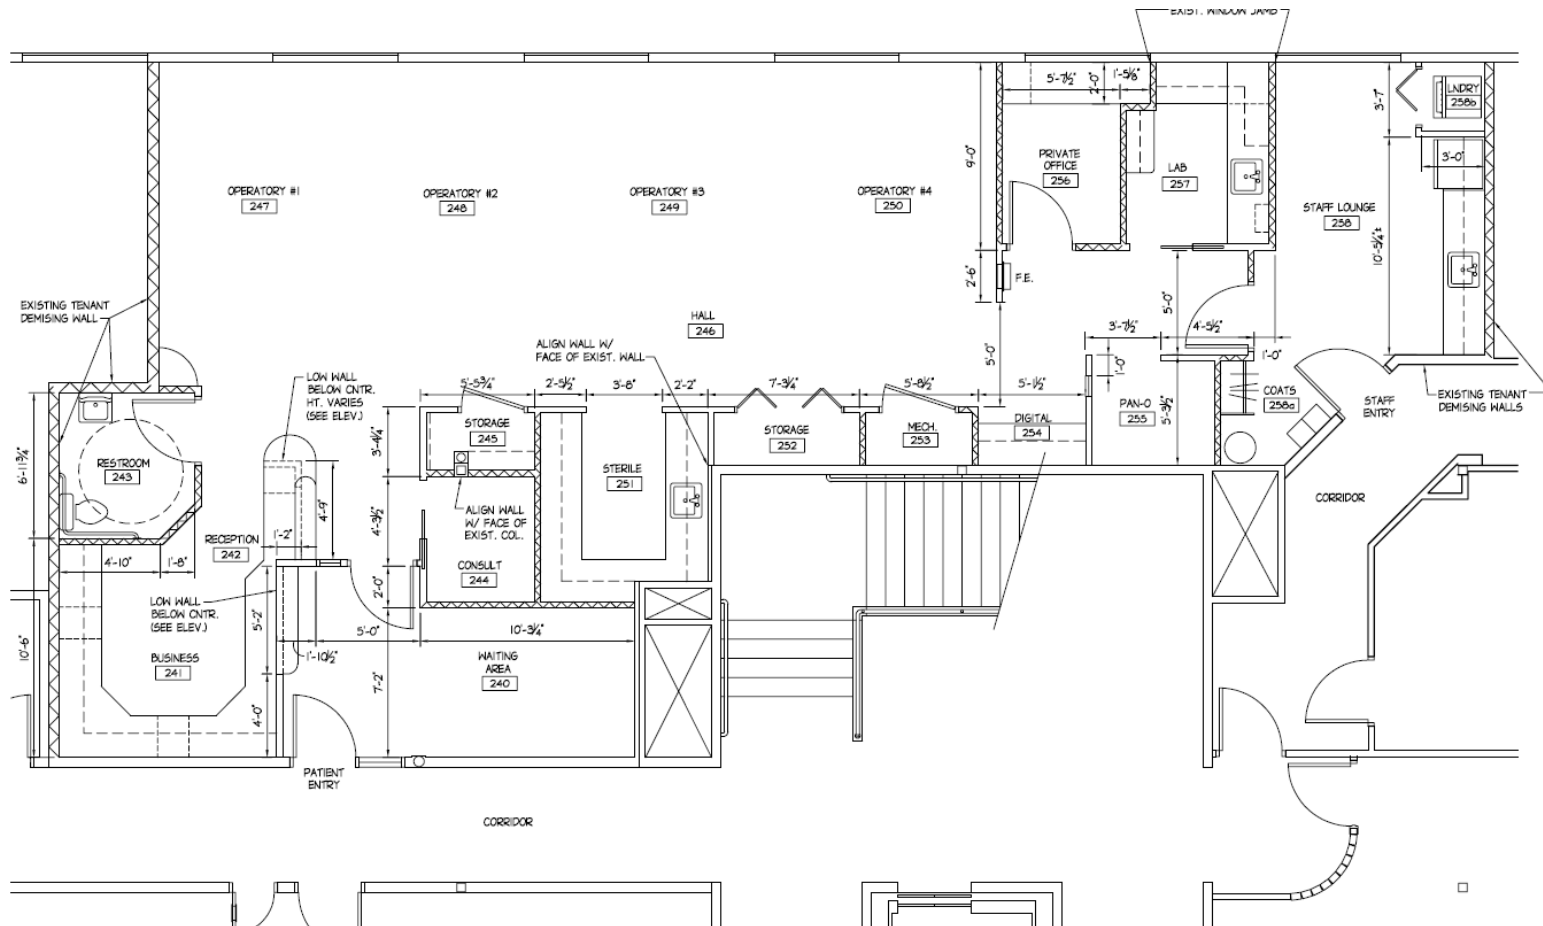 EXIST. WINDOW JAMB
5'-7½"
1'-5⅝"
2'-0"
3'-7"
LNDRY
258b
3'-0"
9'-0"
PRIVATE
OFFICE
256
LAB
257
OPERATORY #1
247
OPERATORY #2
248
OPERATORY #3
249
OPERATORY #4
250
STAFF LOUNGE
258
10'-5¼"±
2'-6"
F.E.
5'-0"
EXISTING TENANT
DEMISING WALL
HALL
246
ALIGN WALL W/
FACE OF EXIST. WALL
3'-7½"
4'-5½"
1'-0"
5'-0"
1'-0"
LOW WALL
BELOW CNTR.
HT. VARIES
(SEE ELEV.)
5'-5¾"
2'-5½"
3'-8"
2'-2"
7'-3¼"
5'-8½"
5'-1½"
COATS
258a
STAFF
ENTRY
EXISTING TENANT
DEMISING WALLS
PAN-O
255
5'-3½"
STORAGE
245
3'-4¼"
STORAGE
252
MECH.
253
DIGITAL
254
6'-11¾"
RESTROOM
243
STERILE
251
CORRIDOR
4'-9"
4'-3½"
ALIGN WALL
W/ FACE OF
EXIST. COL.
RECEPTION
242
1'-2"
4'-10"
1'-8"
CONSULT
244
2'-0"
LOW WALL
BELOW CNTR.
(SEE ELEV.)
5'-2"
5'-0"
10'-3¼"
10'-6"
BUSINESS
241
1'-10½"
WAITING
AREA
240
7'-2"
4'-0"
PATIENT
ENTRY
CORRIDOR